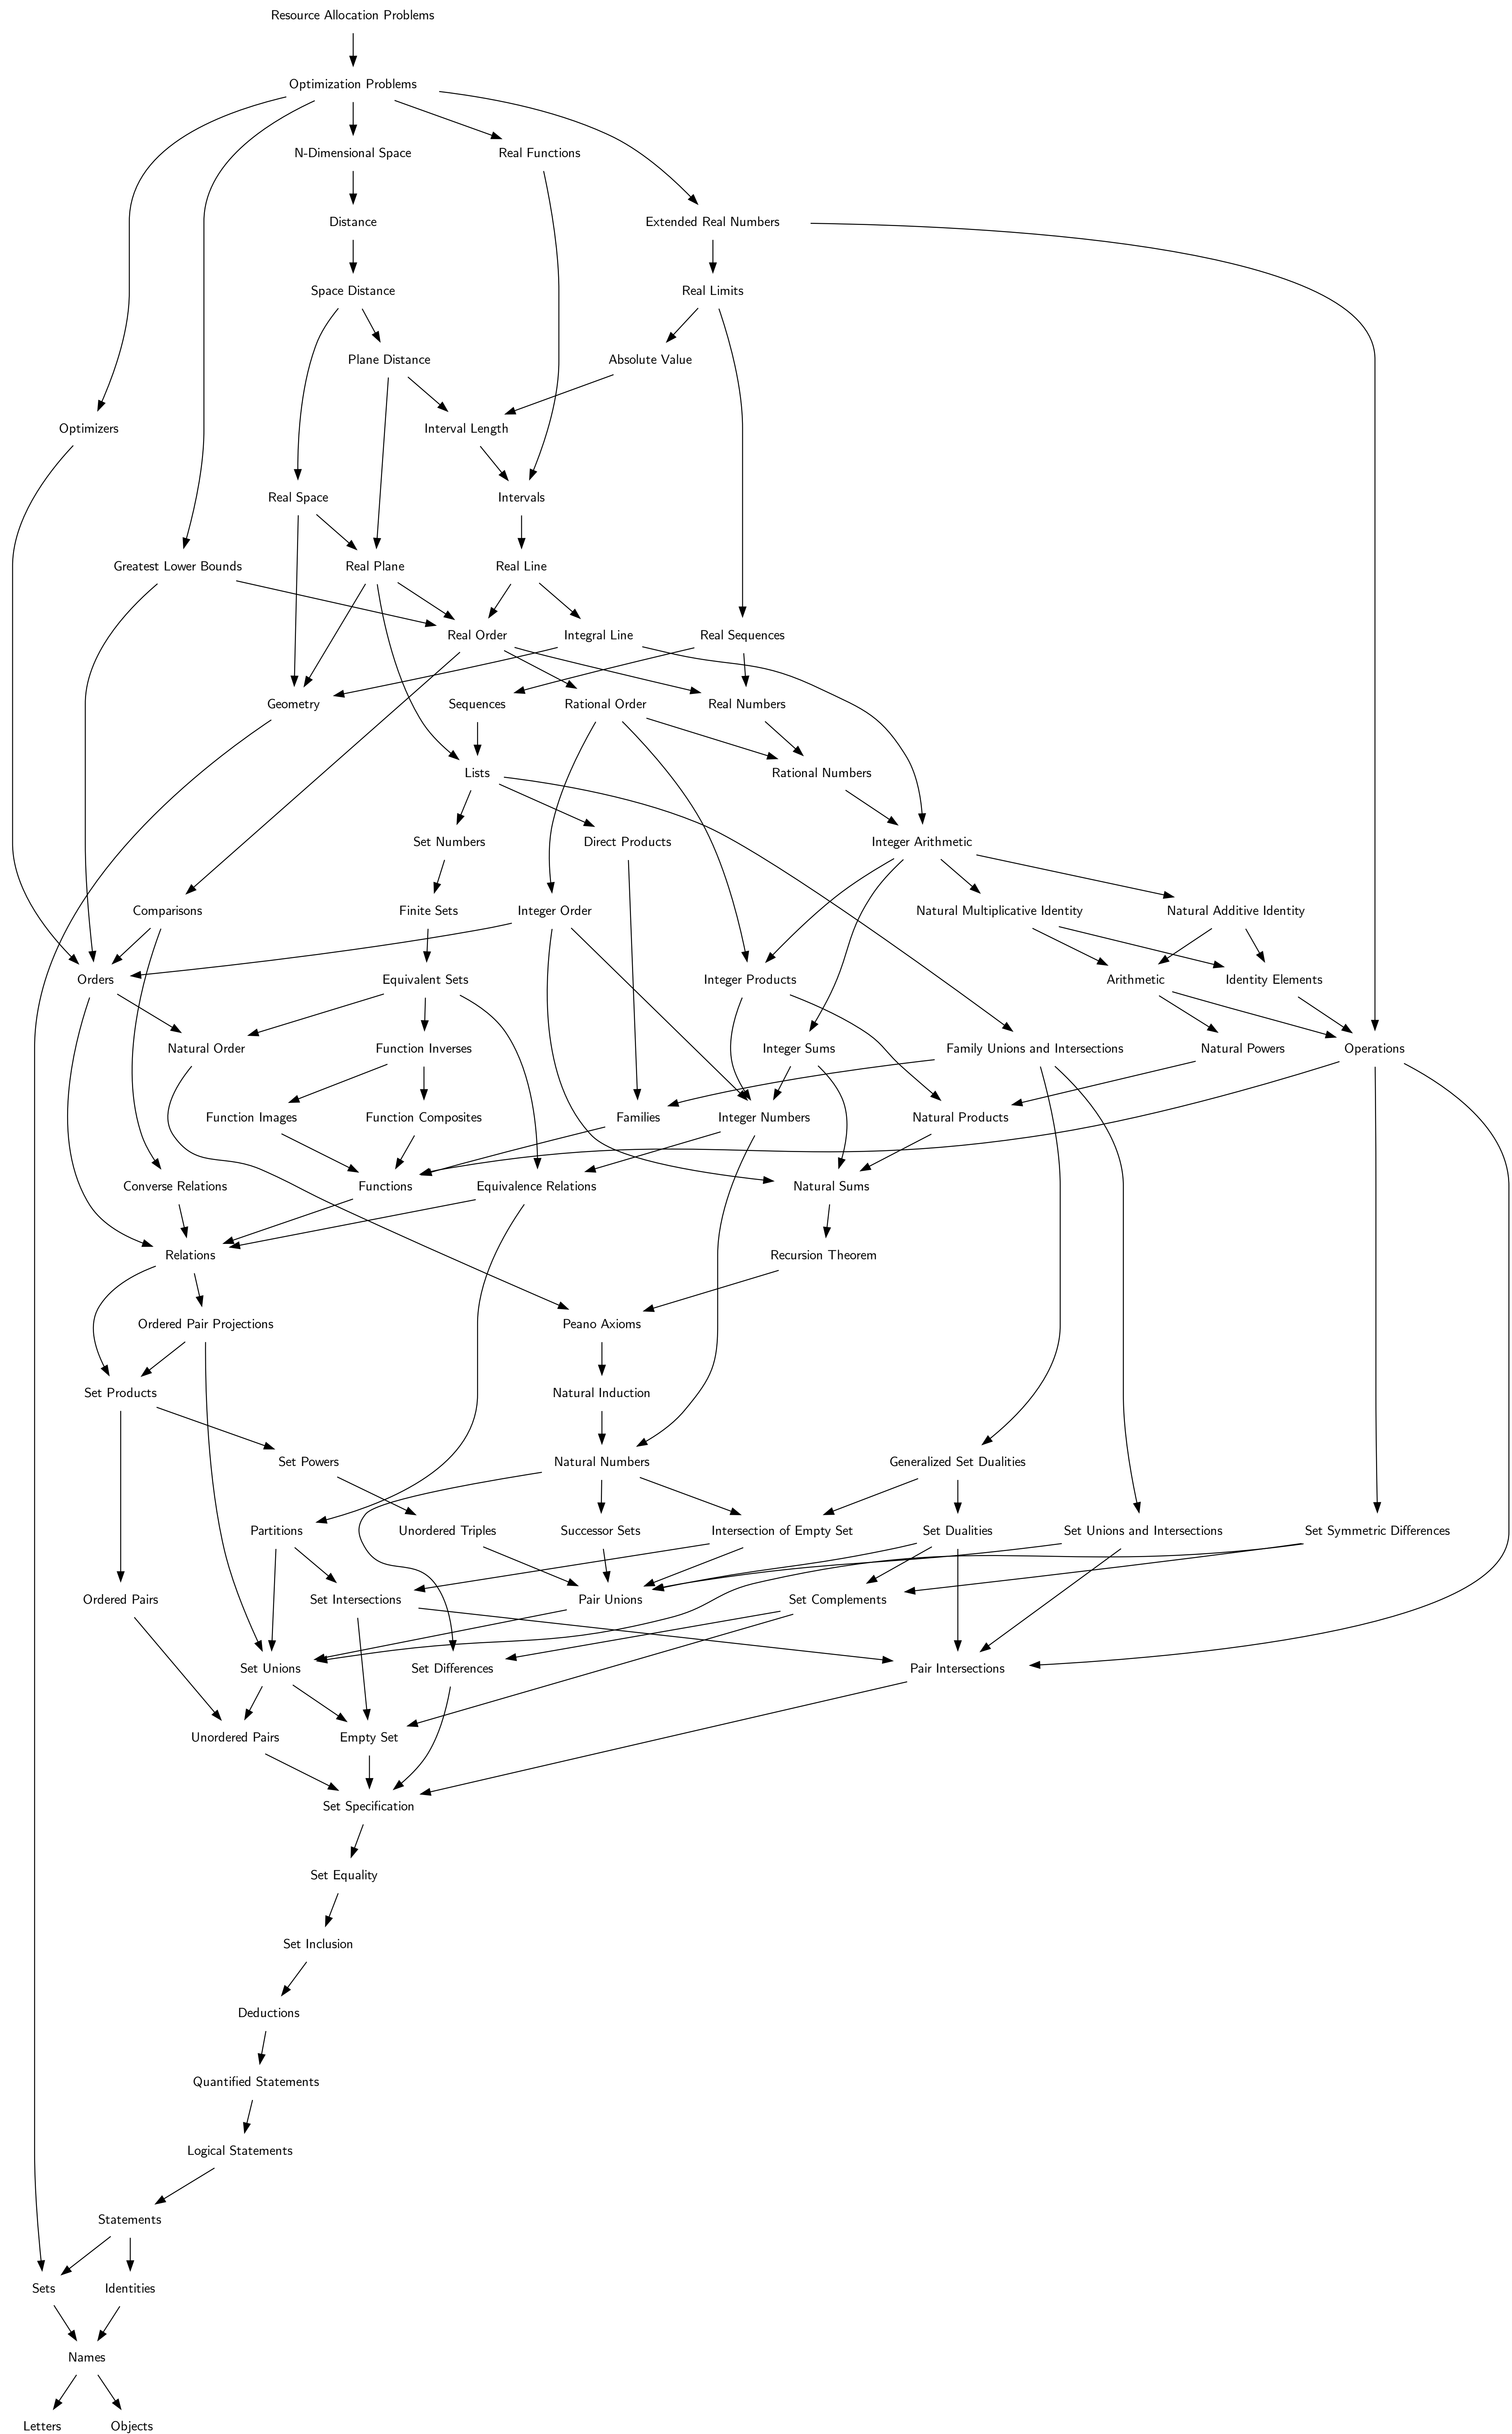 Resource Allocation Problems
Optimization Problems
N-Dimensional Space
Real Functions
Distance
Extended Real Numbers
Space Distance
Real Limits
Plane Distance
Absolute Value
Optimizers
Interval Length
Real Space
Intervals
Greatest Lower Bounds
Real Plane
Real Line
Real Order
Integral Line
Real Sequences
Geometry
Sequences
Rational Order
Real Numbers
Lists
Rational Numbers
Set Numbers
Direct Products
Integer Arithmetic
Comparisons
Finite Sets
Integer Order
Natural Multiplicative Identity
Natural Additive Identity
Orders
Equivalent Sets
Integer Products
Arithmetic
Identity Elements
Natural Order
Function Inverses
Integer Sums
Family Unions and Intersections
Natural Powers
Operations
Function Images
Function Composites
Families
Integer Numbers
Natural Products
Converse Relations
Functions
Equivalence Relations
Natural Sums
Relations
Recursion Theorem
Ordered Pair Projections
Peano Axioms
Set Products
Natural Induction
Set Powers
Natural Numbers
Generalized Set Dualities
Partitions
Unordered Triples
Successor Sets
Intersection of Empty Set
Set Dualities
Set Unions and Intersections
Set Symmetric Differences
Ordered Pairs
Set Intersections
Pair Unions
Set Complements
Set Unions
Set Differences
Pair Intersections
Unordered Pairs
Empty Set
Set Specification
Set Equality
Set Inclusion
Deductions
Quantified Statements
Logical Statements
Statements
Sets
Identities
Names
Letters
Objects